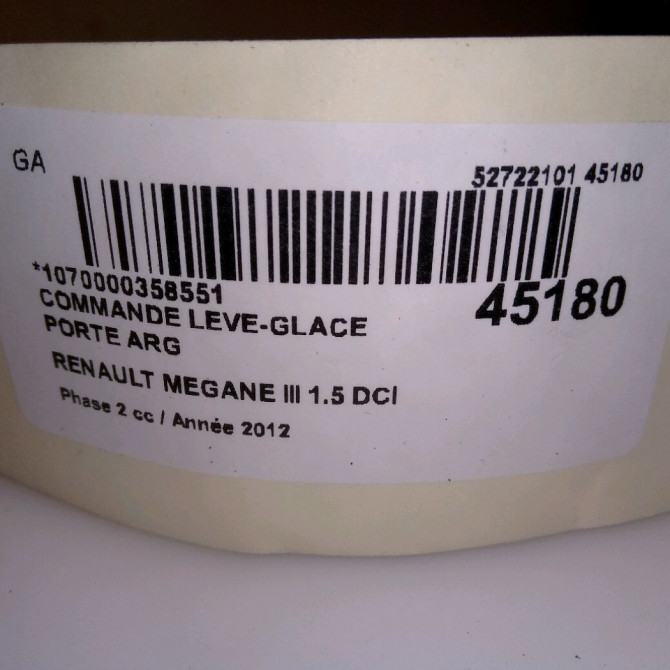 GA
52722101 45180
*1070000358551
45180
COMMANDE LEVE-GLACE
PORTE ARG
RENAULT MEGANE III 1.5 DCI
Phase 2 cc / Année 2012